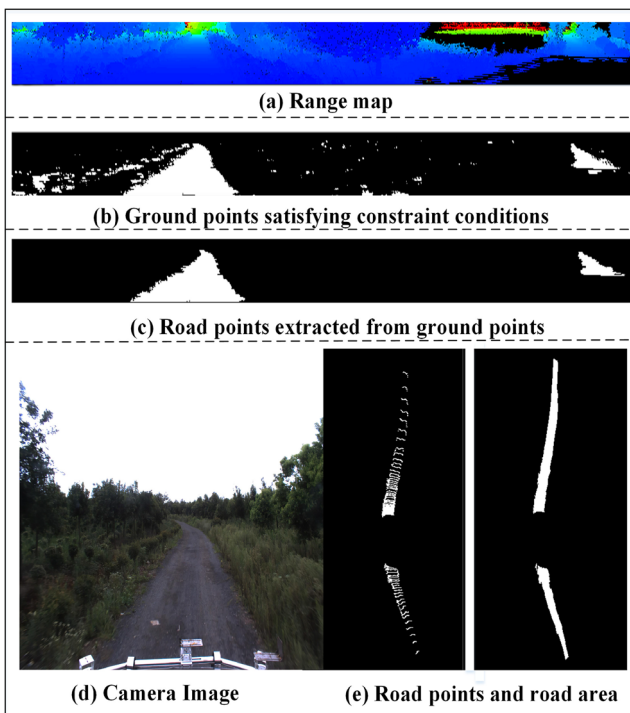 (a) Range map
(b) Ground points satisfying constraint conditions
(c) Road points extracted from ground points
(d) Camera Image
(e) Road points and road area